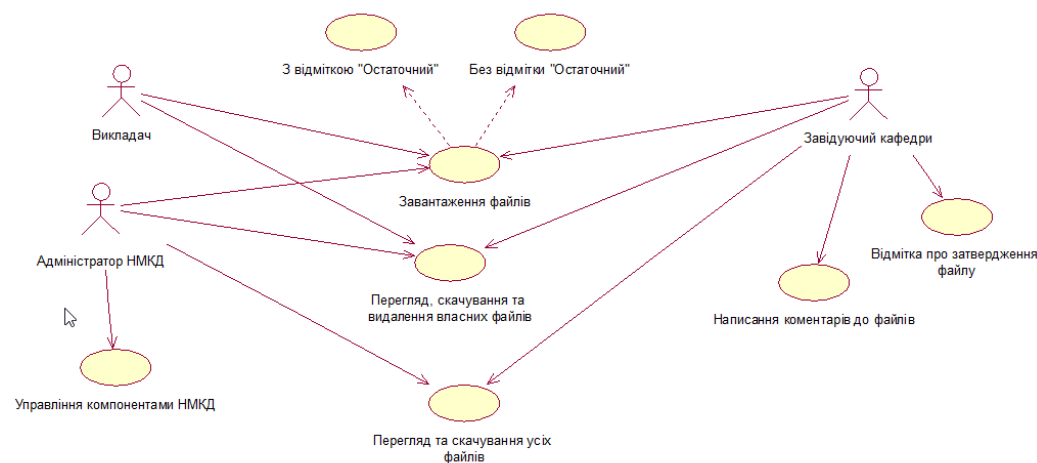 З відміткою "Остаточний"
Без відмітки "Остаточний"
Викладач
Завідуючий кафедри
Завантаження файлів
Адміністратор НМКД
Відмітка про затвердження
файлу
Перегляд, скачування та
видалення власних файлів
Написання коментарів до файлів
Управління компонентами НМКД
Перегляд та скачування усіх
файлів